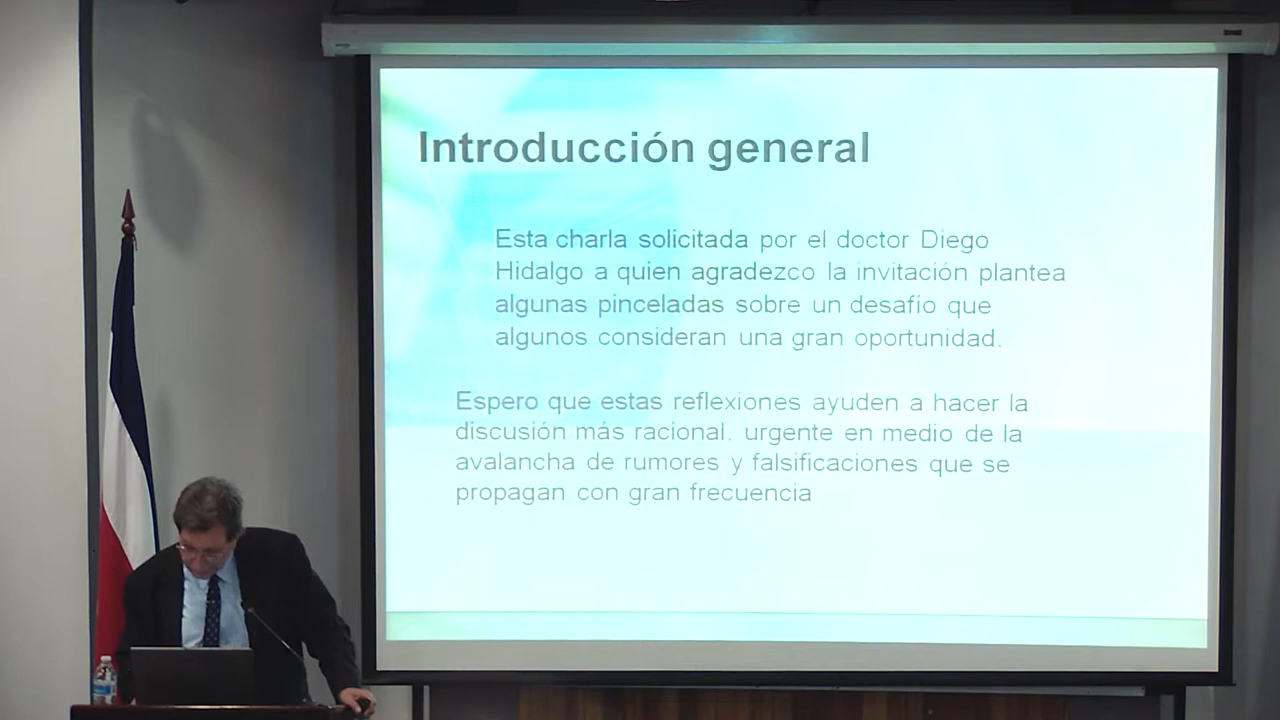 Introducción general
Esta charla solicitada por el doctor Diego
Hidalgo a quien agradezco la invitación plantea
algunas pinceladas sobre un desafío que
algunos consideran una gran oportunidad.
Espero que estas reflexiones ayuden a hacer la
discusión más racional, urgente en medio de la
avalancha de rumores y falsificaciones que se
propagan con gran frecuencia